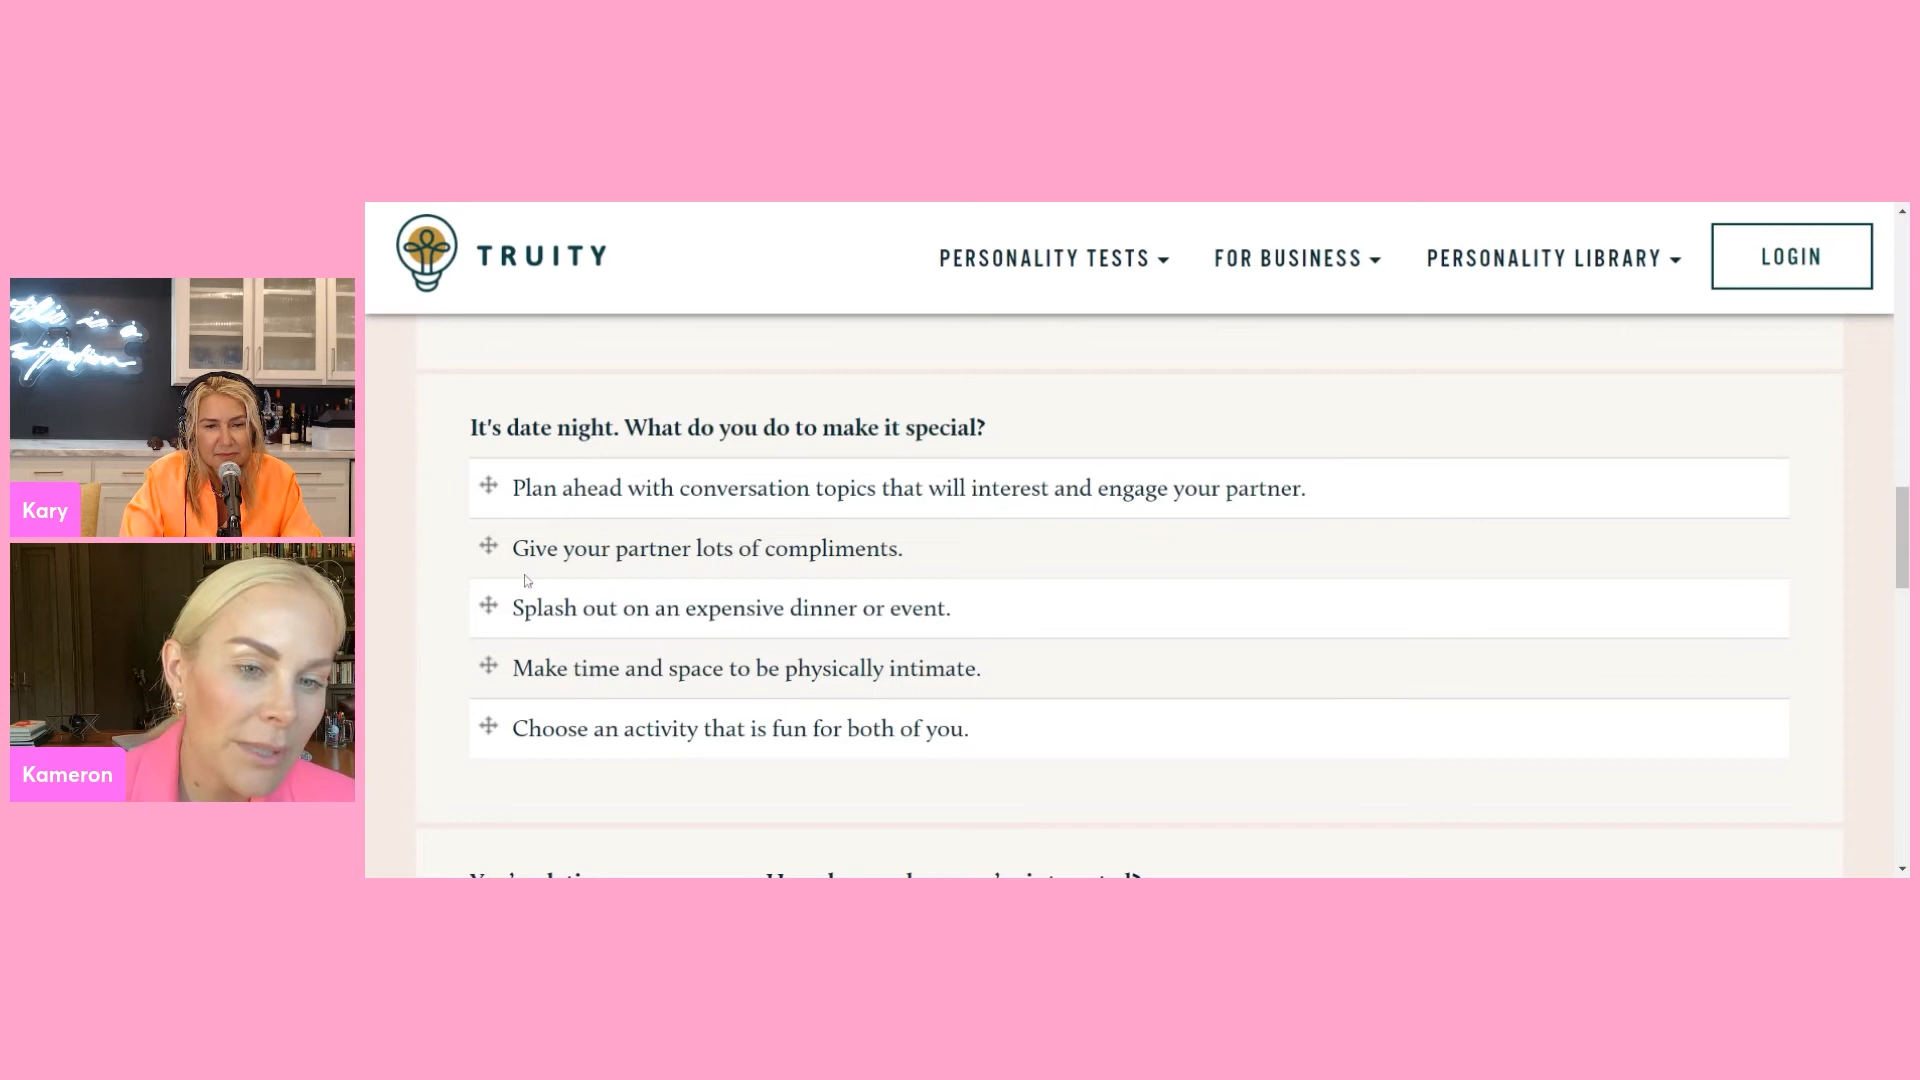 TRUITY
PERSONALITY TESTS
FOR BUSINESS
PERSONALITY LIBRARY
LOGIN
this is a
Kary
Kameron
It's date night. What do you do to make it special?
Plan ahead with conversation topics that will interest and engage your partner.
Give your partner lots of compliments.
Splash out on an expensive dinner or event.
Make time and space to be physically intimate.
Choose an activity that is fun for both of you.